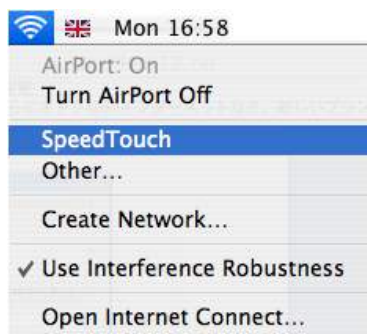 Mon 16:58
AirPort: On
Turn AirPort Off
SpeedTouch
Other...
Create Network...
✓ Use Interference Robustness
Open Internet Connect...